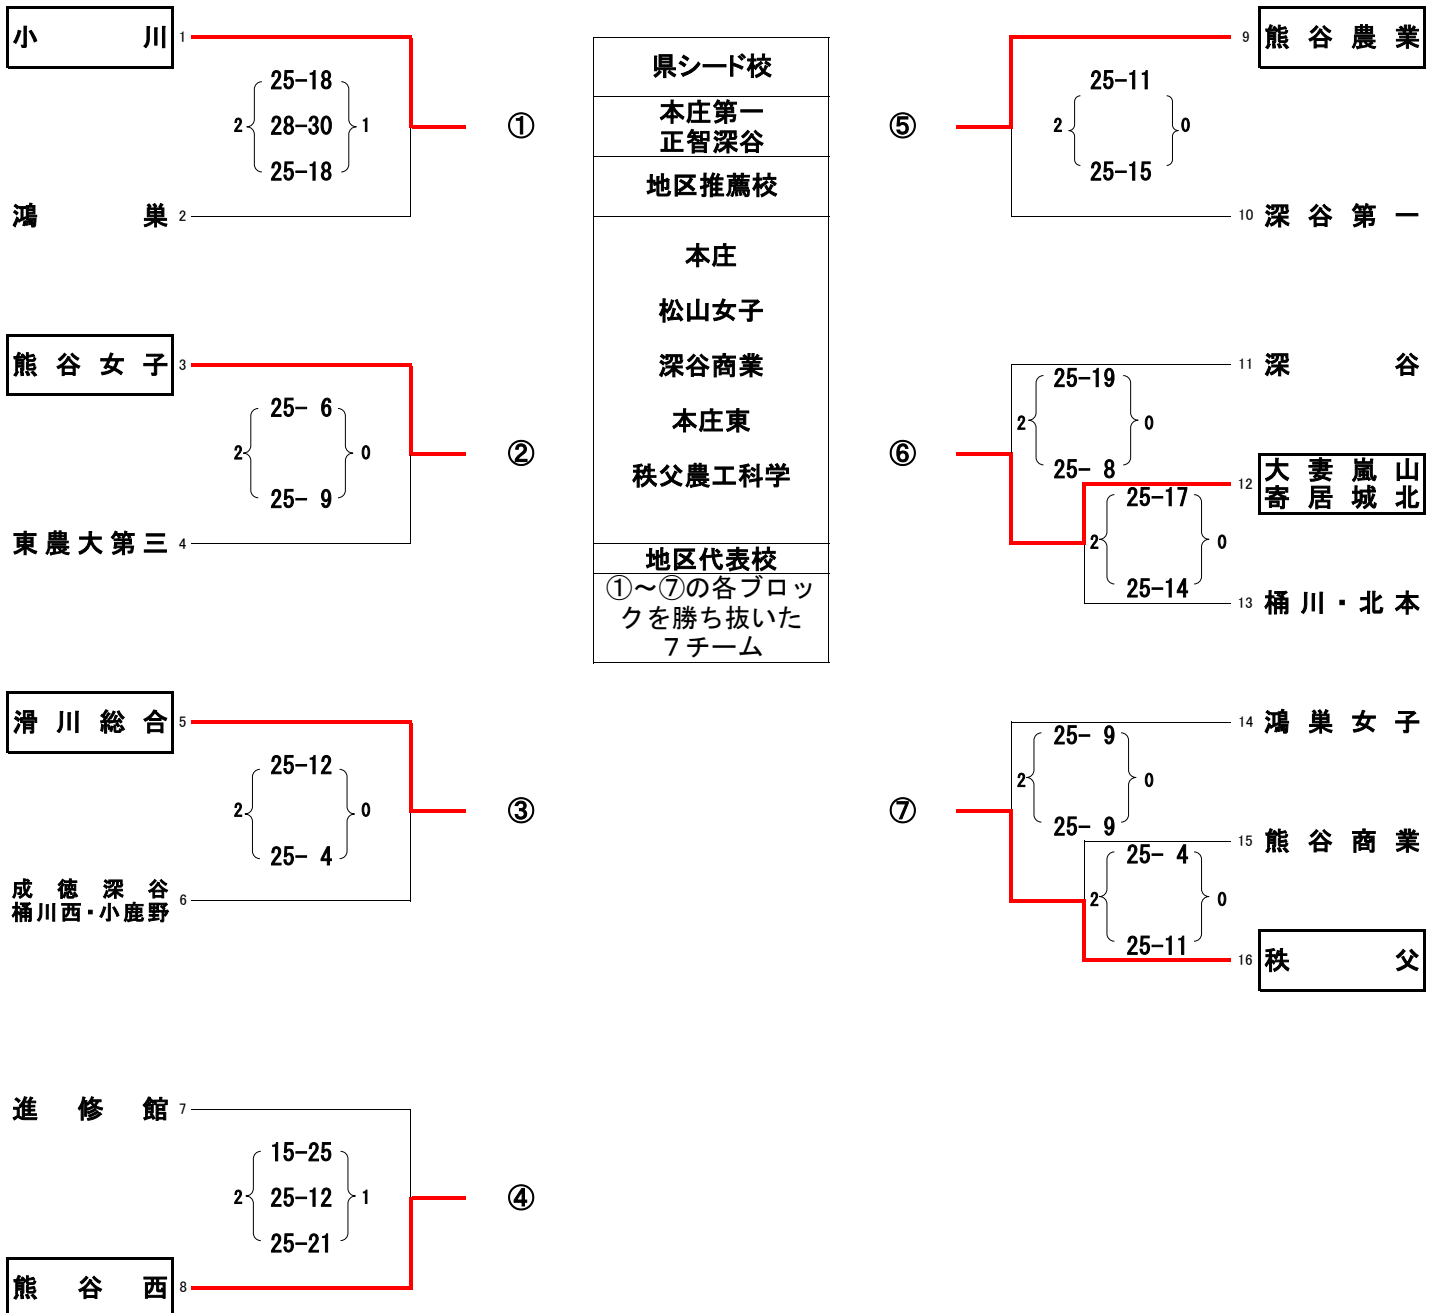 小川 1
25-18
2 28-30 1
25-18
①
鴻巣 2
熊谷女子 3
25- 6
2 0
25- 9
②
東農大第三 4
滑川総合 5
25-12
2 0
25- 4
③
成徳深谷
桶川西・小鹿野 6
進修館 7
15-25
2 25-12 1
25-21
④
熊谷西 8
県シード校
本庄第一
正智深谷
地区推薦校
本庄
松山女子
深谷商業
本庄東
秩父農工科学
地区代表校
①～⑦の各ブロッ
クを勝ち抜いた
７チーム
9 熊谷農業
25-11
⑤ 2 0
25-15
10 深谷第一
11 深谷
25-19
2 0
⑥
25- 8
12 大妻嵐山
寄居城北
25-17
2 0
25-14
13 桶川・北本
14 鴻巣女子
25- 9
2 0
⑦
25- 9
15 熊谷商業
25- 4
2 0
25-11
16 秩父